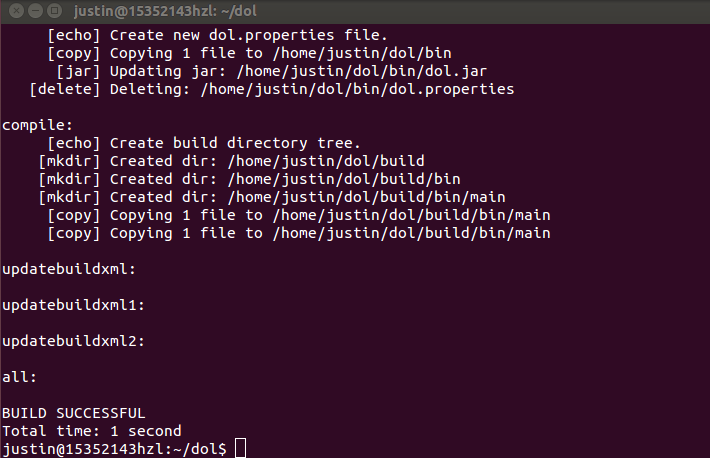 justin@15352143hzl: ~/dol
[echo] Create new dol.properties file.
[copy] Copying 1 file to /home/justin/dol/bin
[jar] Updating jar: /home/justin/dol/bin/dol.jar
[delete] Deleting: /home/justin/dol/bin/dol.properties
compile:
[echo] Create build directory tree.
[mkdir] Created dir: /home/justin/dol/build
[mkdir] Created dir: /home/justin/dol/build/bin
[mkdir] Created dir: /home/justin/dol/build/bin/main
[copy] Copying 1 file to /home/justin/dol/build/bin/main
[copy] Copying 1 file to /home/justin/dol/build/bin/main
updatebuildxml:
updatebuildxml1:
updatebuildxml2:
all:
BUILD SUCCESSFUL
Total time: 1 second
justin@15352143hzl:~/dol$